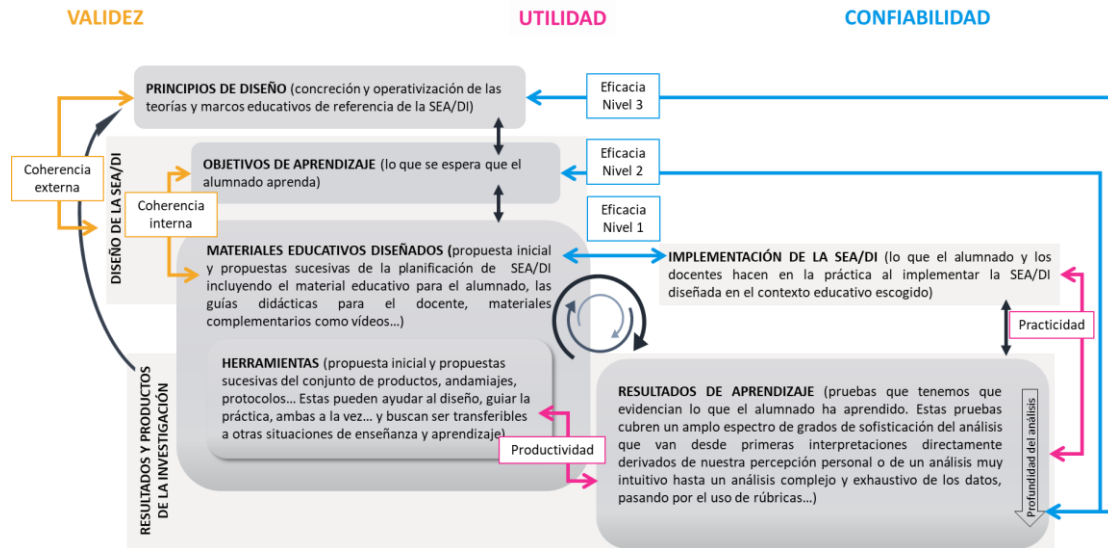 VALIDEZ
UTILIDAD
CONFIABILIDAD
PRINCIPIOS DE DISEÑO (concreción y operativización de las
teorías y marcos educativos de referencia de la SEA/DI)
Eficacia
Nivel 3
Coherencia
externa
DISEÑO DE LA SEA/DI
OBJETIVOS DE APRENDIZAJE (lo que se espera que el
alumnado aprenda)
Eficacia
Nivel 2
Coherencia
interna
Eficacia
Nivel 1
MATERIALES EDUCATIVOS DISEÑADOS (propuesta inicial
y propuestas sucesivas de la planificación de SEA/DI
incluyendo el material educativo para el alumnado, las
guías didácticas para el docente, materiales
complementarios como vídeos...)
IMPLEMENTACIÓN DE LA SEA/DI (lo que el alumnado y los
docentes hacen en la práctica al implementar la SEA/DI
diseñada en el contexto educativo escogido)
Practicidad
RESULTADOS Y PRODUCTOS
DE LA INVESTIGACIÓN
HERRAMIENTAS (propuesta inicial y propuestas
sucesivas del conjunto de productos, andamiajes,
protocolos... Estas pueden ayudar al diseño, guiar la
práctica, ambas a la vez... y buscan ser transferibles
a otras situaciones de enseñanza y aprendizaje)
Productividad
RESULTADOS DE APRENDIZAJE (pruebas que tenemos que
evidencian lo que el alumnado ha aprendido. Estas pruebas
cubren un amplo espectro de grados de sofisticación del análisis
que van desde primeras interpretaciones directamente
derivados de nuestra percepción personal o de un análisis muy
intuitivo hasta un análisis complejo y exhaustivo de los datos,
pasando por el uso de rúbricas...)
Profundidad del análisis